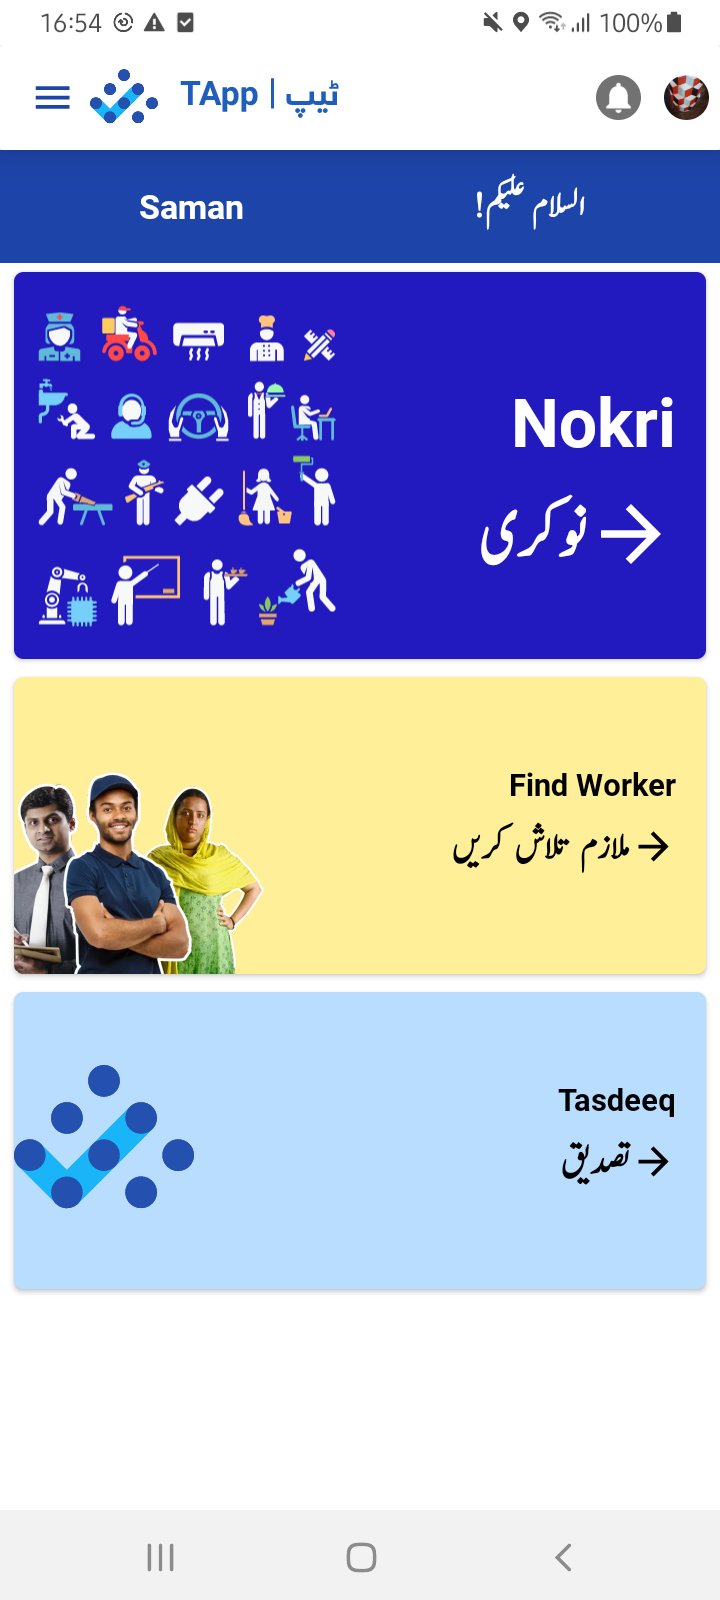 16:54 100%
TApp | ٹیپ
Saman السلام علیکم!
Nokri
نوکری
Find Worker
ملازم تلاش کریں
Tasdeeq
تصدیق